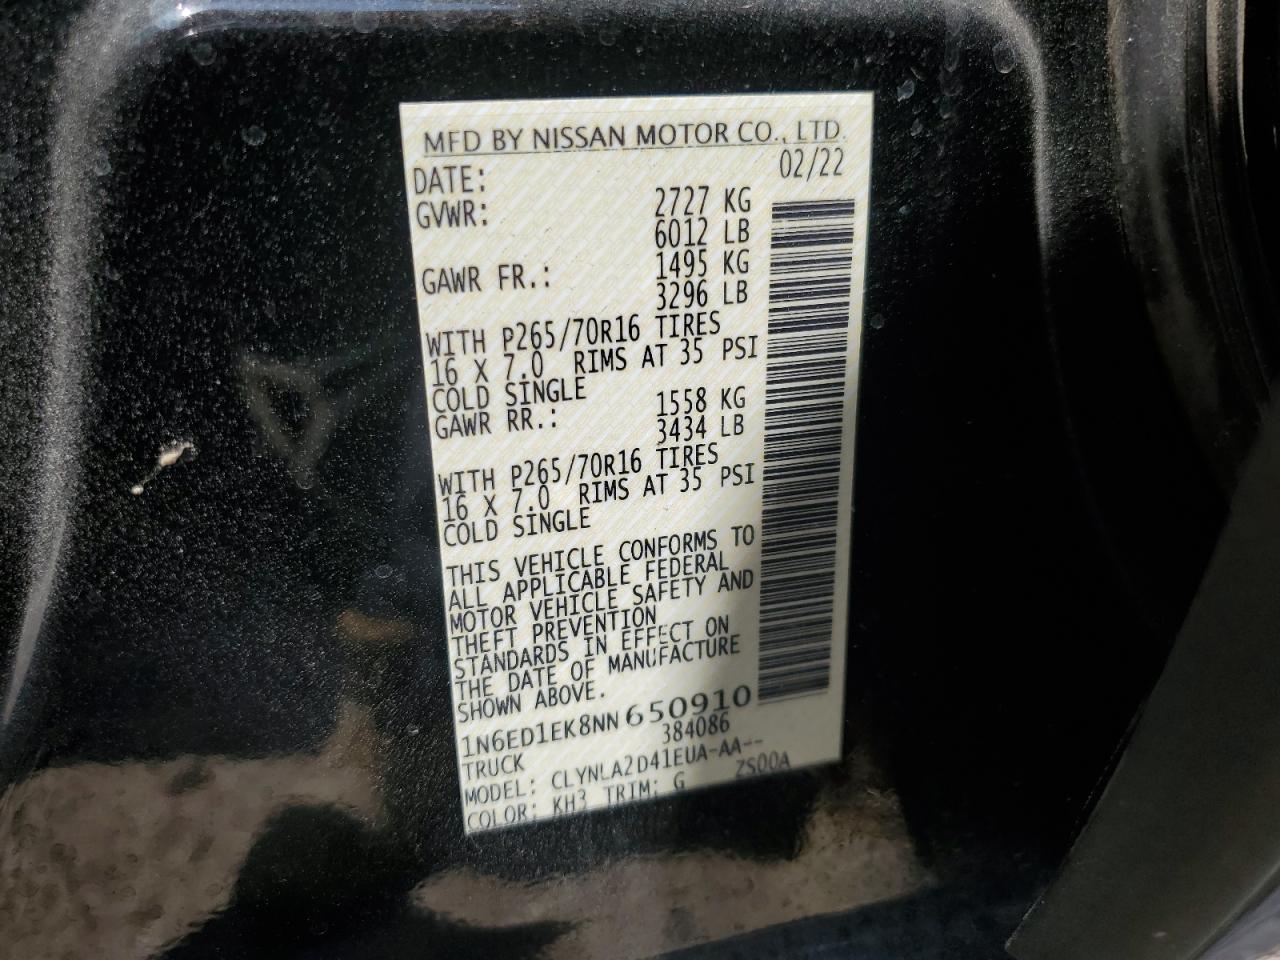 MFD BY NISSAN MOTOR CO., LTD.
DATE: 02/22
GVWR: 2727 KG
6012 LB
GAWR FR.: 1495 KG
3296 LB
WITH P265/70R16 TIRES
16 X 7.0 RIMS AT 35 PSI
COLD SINGLE
GAWR RR.: 1558 KG
3434 LB
WITH P265/70R16 TIRES
16 X 7.0 RIMS AT 35 PSI
COLD SINGLE
THIS VEHICLE CONFORMS TO
ALL APPLICABLE FEDERAL
MOTOR VEHICLE SAFETY AND
THEFT PREVENTION
STANDARDS IN EFFECT ON
THE DATE OF MANUFACTURE
SHOWN ABOVE.
1N6ED1EK8NN650910
TRUCK 384086
MODEL: CLYNLA2D41EUA-AA--
COLOR: KH3 TRIM: G ZS00A